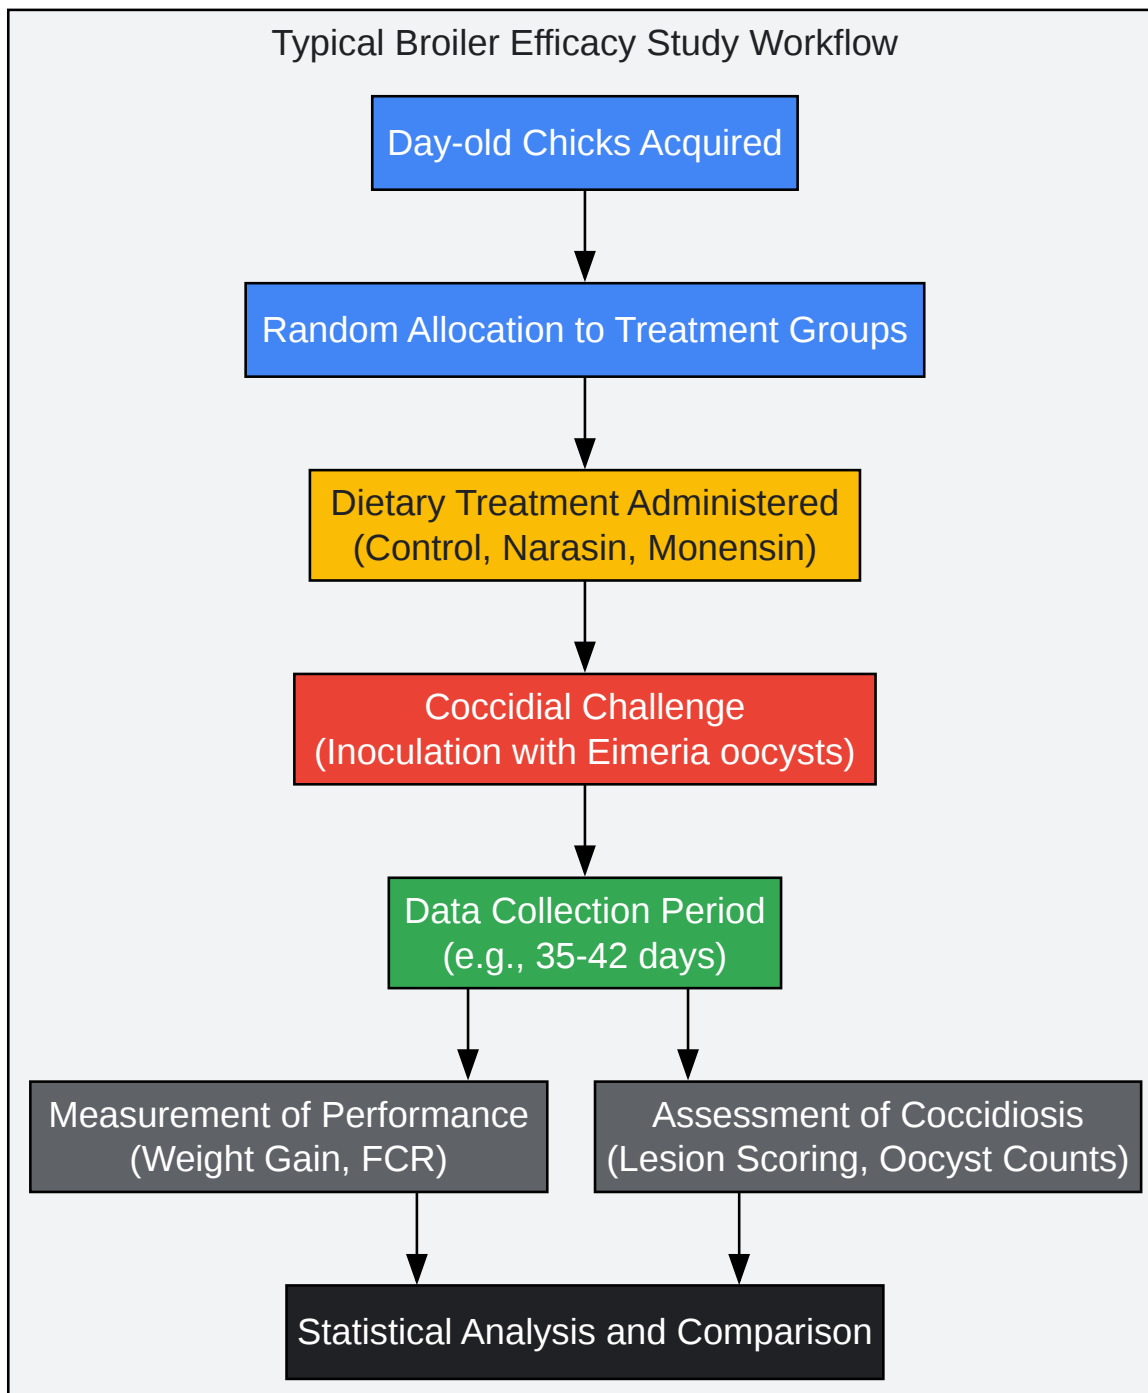 Typical Broiler Efficacy Study Workflow
Day-old Chicks Acquired
Random Allocation to Treatment Groups
Dietary Treatment Administered
(Control, Narasin, Monensin)
Coccidial Challenge
(Inoculation with Eimeria oocysts)
Data Collection Period
(e.g., 35-42 days)
Measurement of Performance
(Weight Gain, FCR)
Assessment of Coccidiosis
(Lesion Scoring, Oocyst Counts)
Statistical Analysis and Comparison